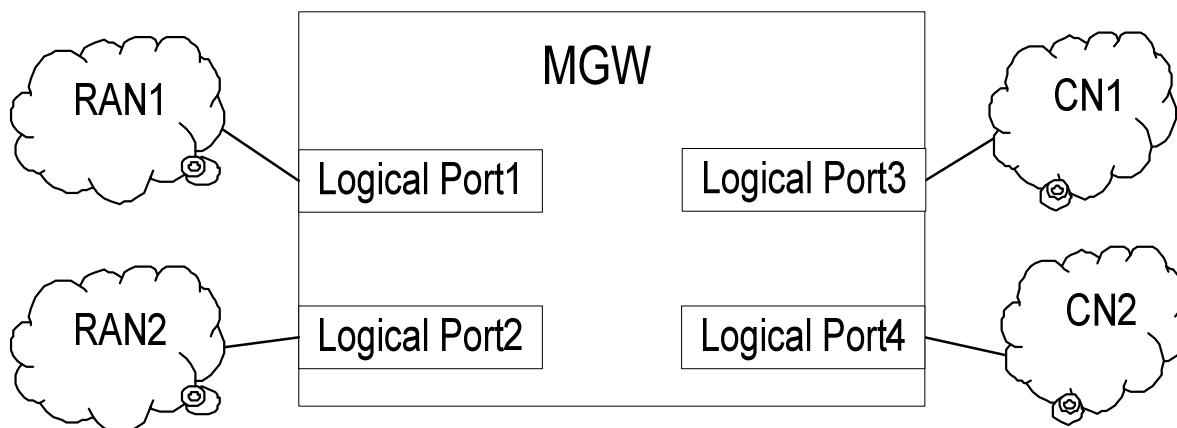 MGW
RAN1
CN1
Logical Port1
Logical Port3
RAN2
CN2
Logical Port2
Logical Port4